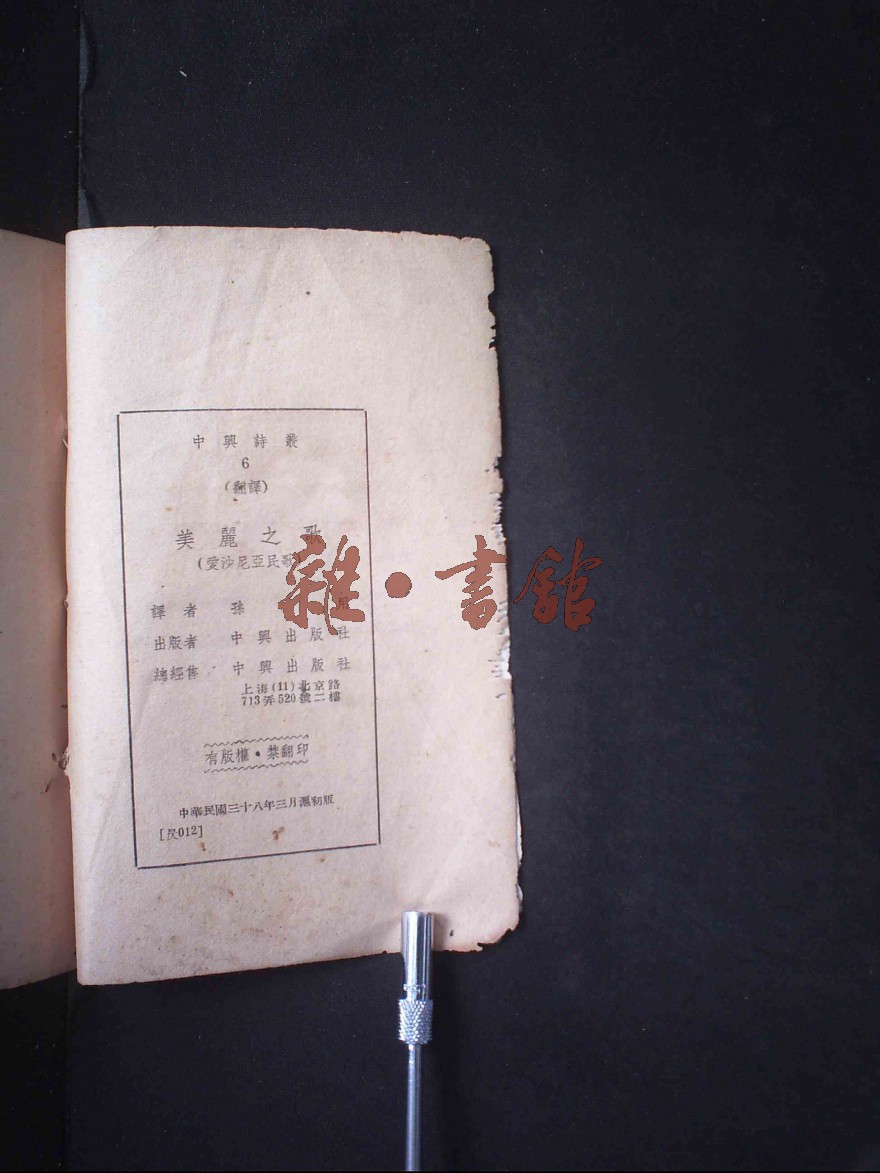 中興詩叢
6
(翻譯)
美麗之歌
(愛沙尼亞民歌)
譯者 孫用
出版者 中興出版社
總經售 中興出版社
上海(11)北京路
713弄520號二樓
有版權·禁翻印
中華民國三十八年三月滬初版
[反012]
雜·書館